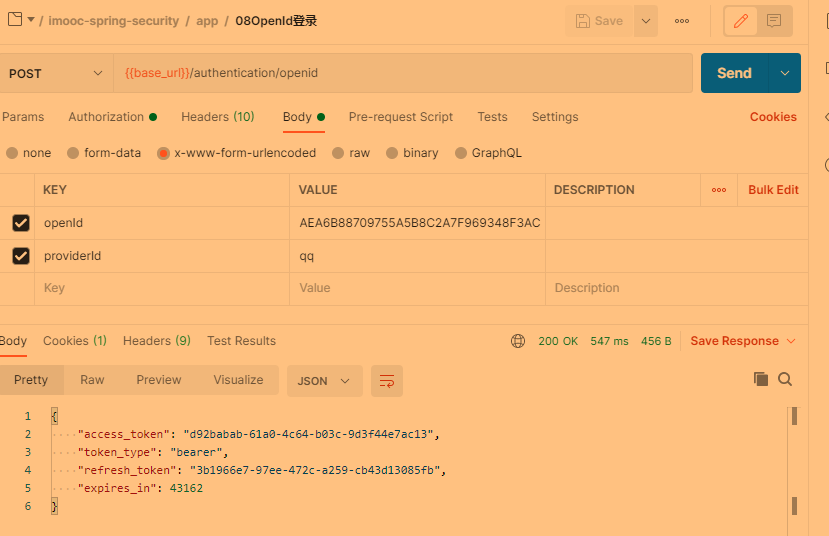 / imooc-spring-security / app / 08OpenId登录 Save
POST {{base_url}}/authentication/openid Send
Params Authorization Headers (10) Body Pre-request Script Tests Settings Cookies
none form-data x-www-form-urlencoded raw binary GraphQL
KEY VALUE DESCRIPTION Bulk Edit
openId AEA6B88709755A5B8C2A7F969348F3AC
providerId qq
Key Value Description
Body Cookies (1) Headers (9) Test Results 200 OK 547 ms 456 B Save Response
Pretty Raw Preview Visualize JSON
1 {
2 "access_token": "d92babab-61a0-4c64-b03c-9d3f44e7ac13",
3 "token_type": "bearer",
4 "refresh_token": "3b1966e7-97ee-472c-a259-cb43d13085fb",
5 "expires_in": 43162
6 }